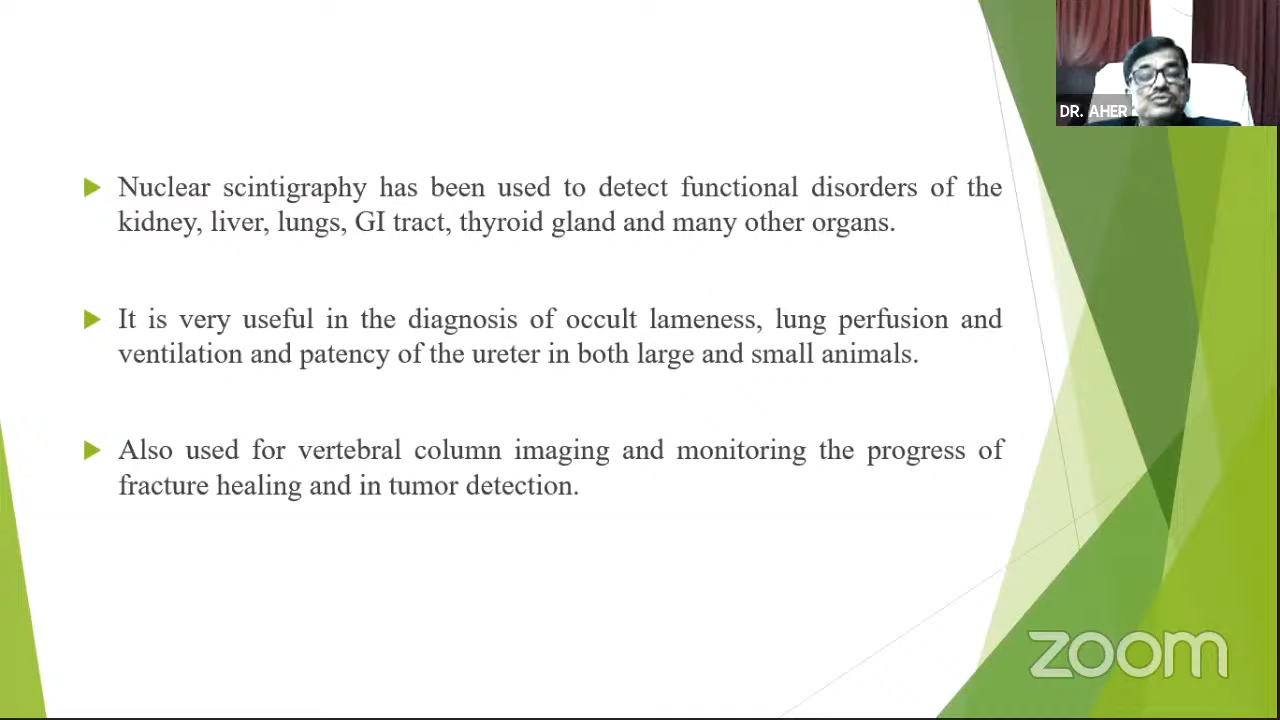 DR. AHER
Nuclear scintigraphy has been used to detect functional disorders of the
kidney, liver, lungs, GI tract, thyroid gland and many other organs.
It is very useful in the diagnosis of occult lameness, lung perfusion and
ventilation and patency of the ureter in both large and small animals.
Also used for vertebral column imaging and monitoring the progress of
fracture healing and in tumor detection.
zoom